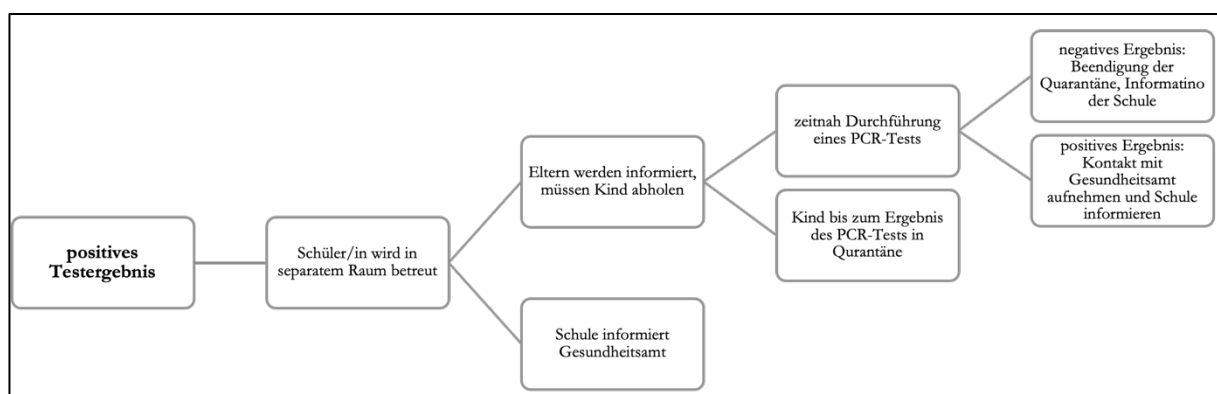 positives
Testergebnis
Schüler/in wird in
separatem Raum betreut
Eltern werden informiert,
müssen Kind abholen
zeitnah Durchführung
eines PCR-Tests
negatives Ergebnis:
Beendigung der
Quarantäne, Informatino
der Schule
positives Ergebnis:
Kontakt mit
Gesundheitsamt
aufnehmen und Schule
informieren
Kind bis zum Ergebnis
des PCR-Tests in
Qurantäne
Schule informiert
Gesundheitsamt